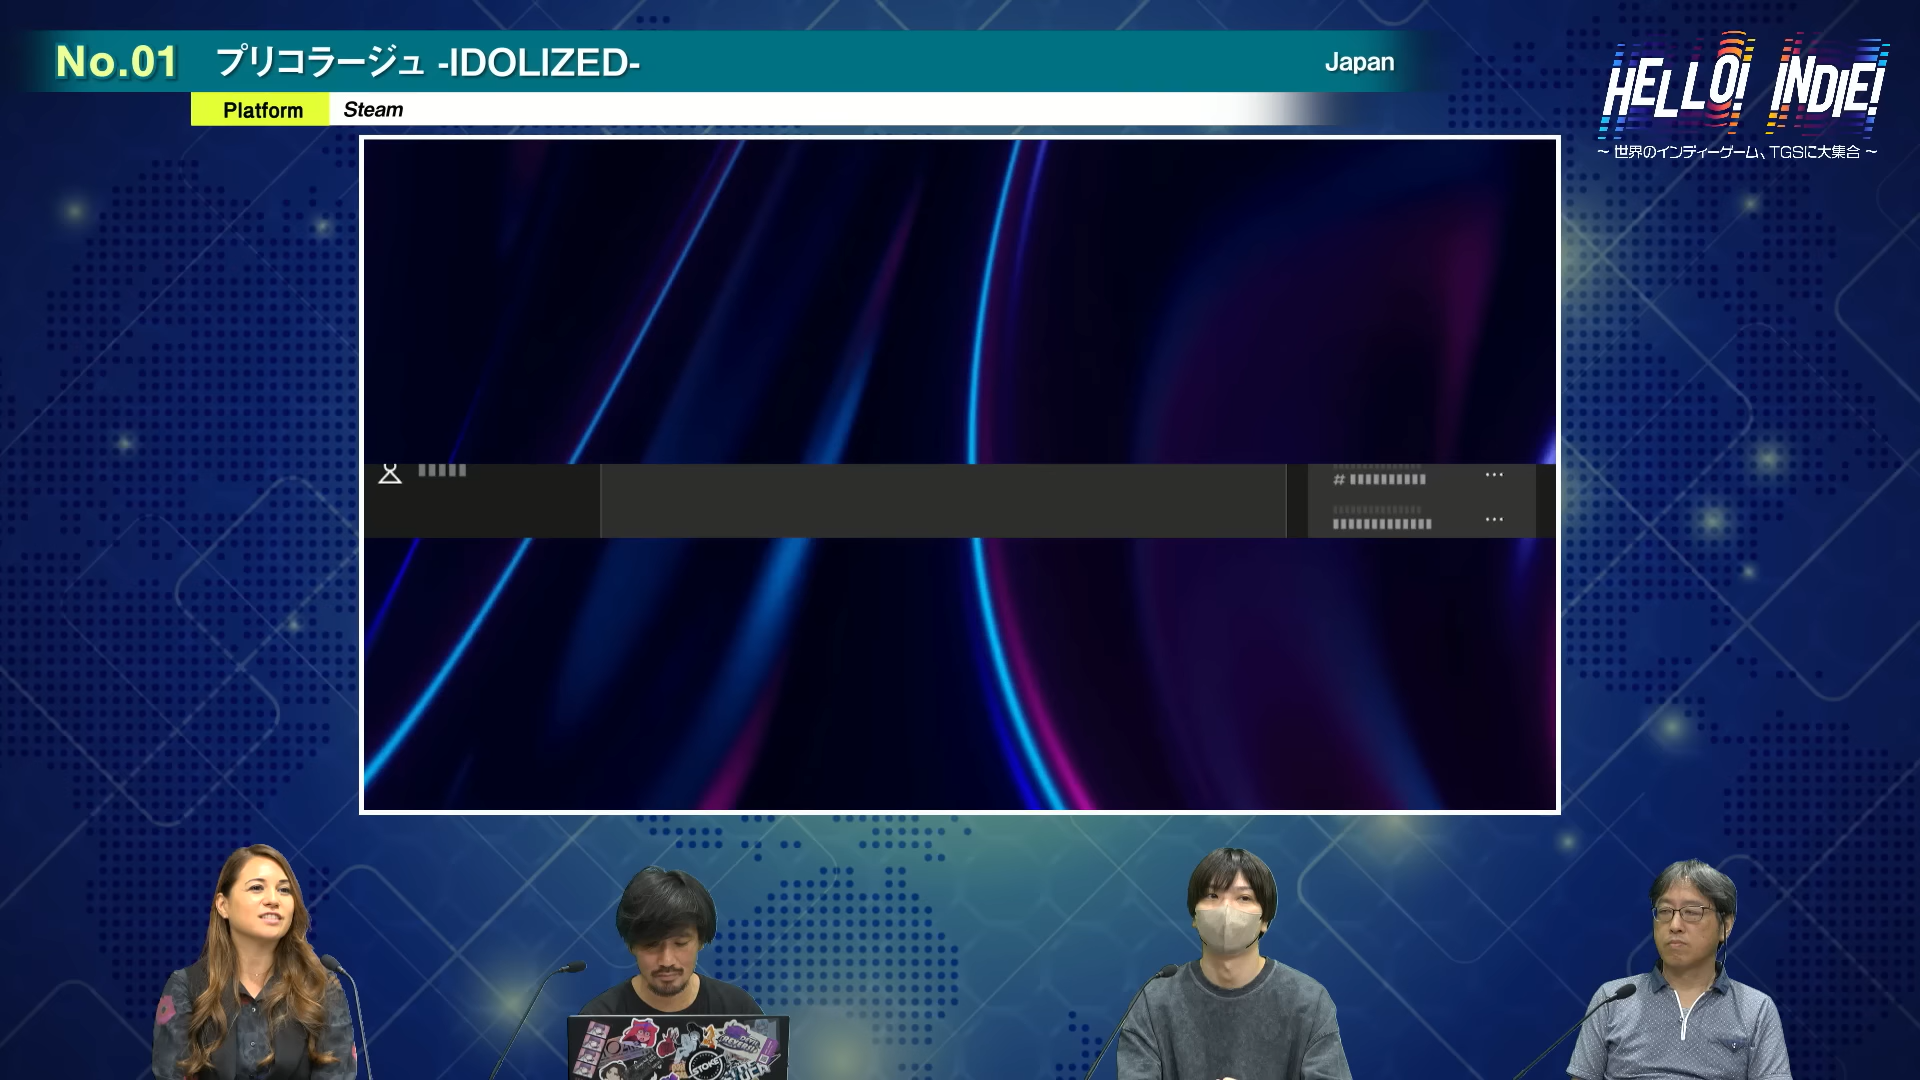 No.01 プリコラージュ -IDOLIZED- Japan
Platform Steam
HELLO! INDIE!
～ 世界のインディーゲーム、TGSに大集合 ～
STOKE